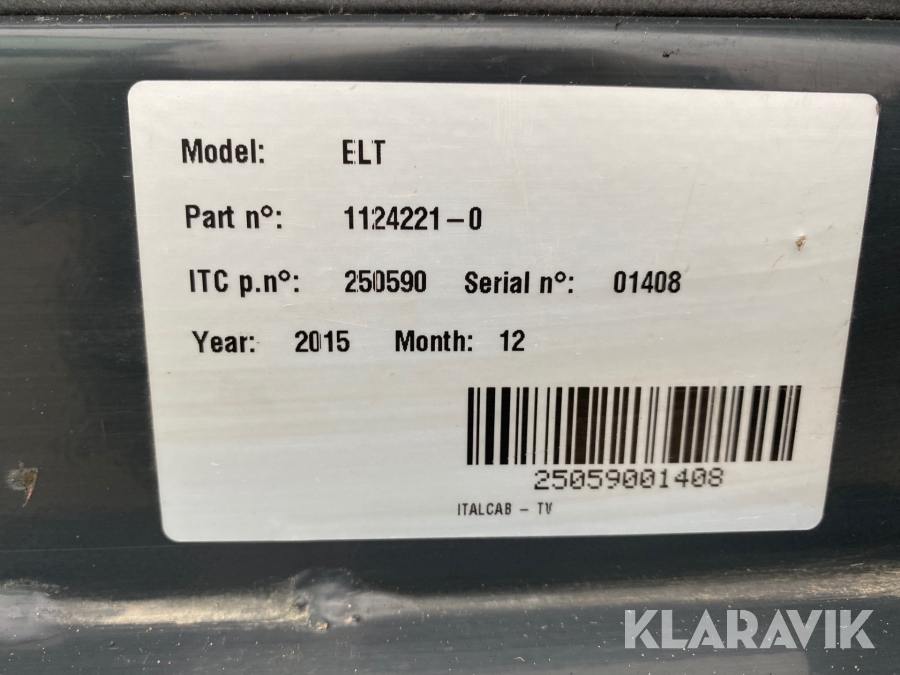 Model: ELT
Part n°: 1124221-0
ITC p.n°: 250590 Serial n°: 01408
Year: 2015 Month: 12
25059001408
ITALCAB - TV
KLARAVIK